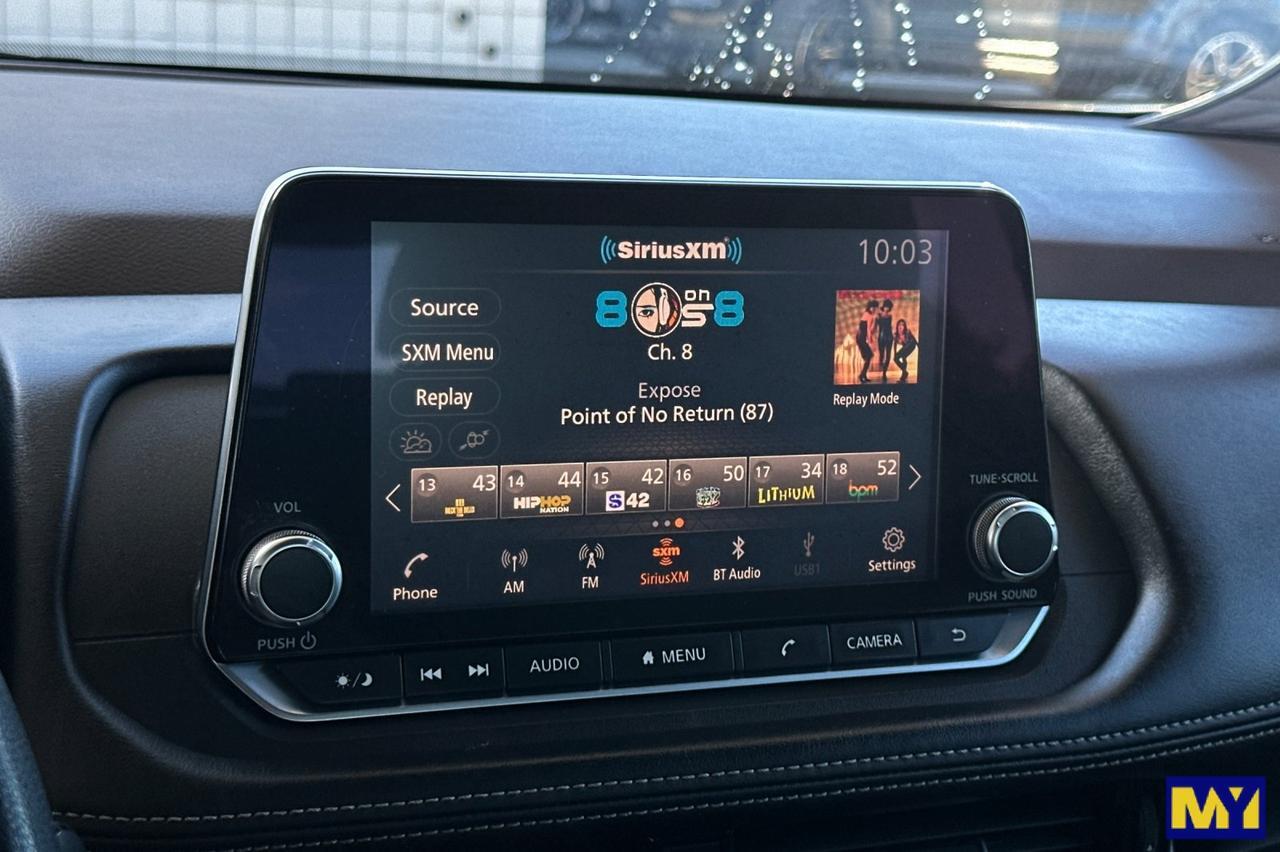 SiriusXM
10:03
Source
8 on 8
SXM Menu
Ch. 8
Replay
Expose
Point of No Return (87)
Replay Mode
13 43
14 44 HIPHOP NATION
15 42 S 42
16 50
17 34 LITHIUM
18 52 bpm
Phone
AM
FM
sxm
SiriusXM
BT Audio
USB1
Settings
VOL
PUSH
TUNE·SCROLL
PUSH SOUND
AUDIO
MENU
CAMERA
MY